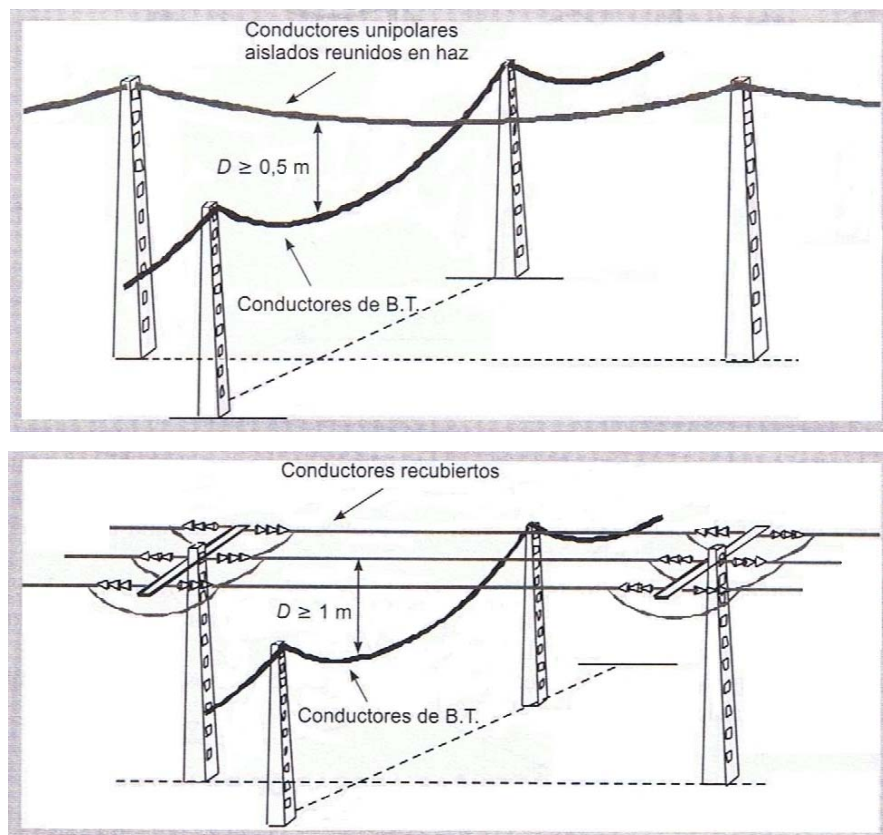 Conductores unipolares
aislados reunidos en haz
D ≥ 0,5 m
Conductores de B.T.
Conductores recubiertos
D ≥ 1 m
Conductores de B.T.